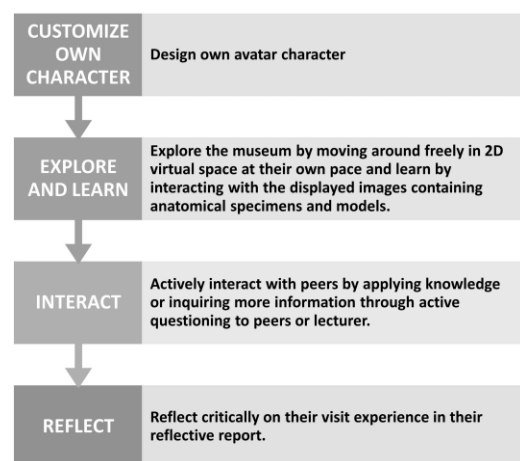 CUSTOMIZE
OWN
CHARACTER
Design own avatar character
EXPLORE
AND LEARN
Explore the museum by moving around freely in 2D
virtual space at their own pace and learn by
interacting with the displayed images containing
anatomical specimens and models.
INTERACT
Actively interact with peers by applying knowledge
or inquiring more information through active
questioning to peers or lecturer.
REFLECT
Reflect critically on their visit experience in their
reflective report.